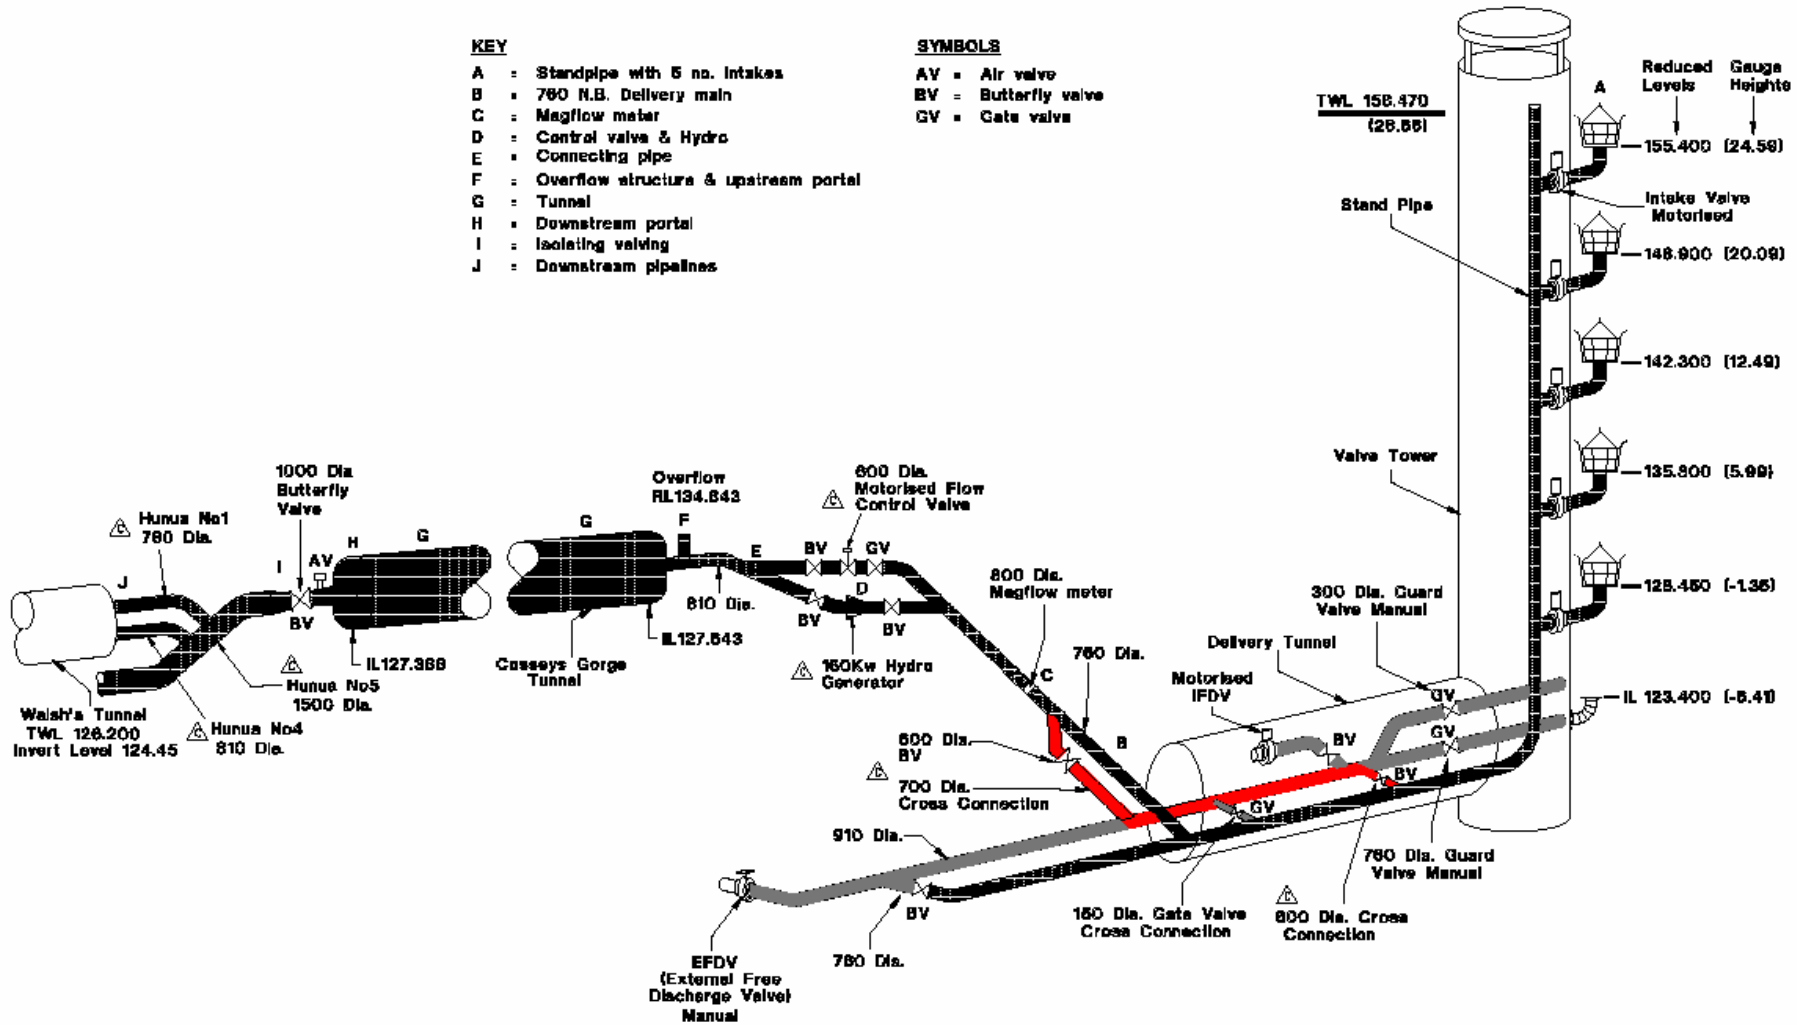 KEY
A : Standpipe with 5 no. intakes
B : 760 N.B. Delivery main
C : Magflow meter
D : Control valve & Hydro
E : Connecting pipe
F : Overflow structure & upstream portal
G : Tunnel
H : Downstream portal
I : Isolating valving
J : Downstream pipelines
SYMBOLS
AV = Air valve
BV = Butterfly valve
GV = Gate valve
TWL 156.470
A
Reduced Levels
Gauge Heights
155.400 (24.59)
Intake Valve
Motorised
Stand Pipe
148.900 (20.09)
142.300 (12.49)
Valve Tower
135.800 (5.99)
128.450 (-1.36)
IL 123.400 (-6.41)
1000 Dia
Butterfly
Valve
Overflow
RL134.643
600 Dia.
Motorised Flow
Control Valve
C
C
Hunua No1
760 Dia.
G
G
F
H
I
AV
E
BV
GV
J
D
BV
BV
BV
810 Dia.
IL127.643
IL127.388
Casseys Gorge
Tunnel
C
160Kw Hydro
Generator
800 Dia.
Magflow meter
C
760 Dia.
300 Dia. Guard
Valve Manual
Delivery Tunnel
Motorised
IFDV
GV
GV
BV
BV
GV
B
C
Hunua No5
1500 Dia.
C
Hunua No4
810 Dia.
Walsh's Tunnel
TWL 126.200
Invert Level 124.45
600 Dia.
BV
C
700 Dia.
Cross Connection
910 Dia.
BV
760 Dia.
EFDV
(External Free
Discharge Valve)
Manual
150 Dia. Gate Valve
Cross Connection
C
600 Dia. Cross
Connection
760 Dia. Guard
Valve Manual